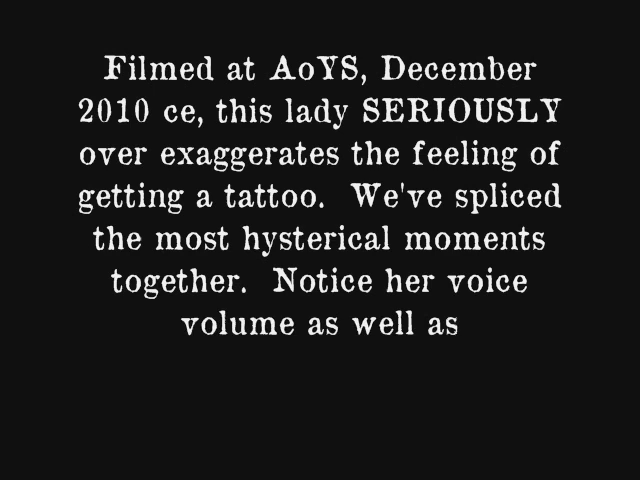 Filmed at AoYS, December
2010 ce, this lady SERIOUSLY
over exaggerates the feeling of
getting a tattoo.  We've spliced
the most hysterical moments
together.  Notice her voice
volume as well as